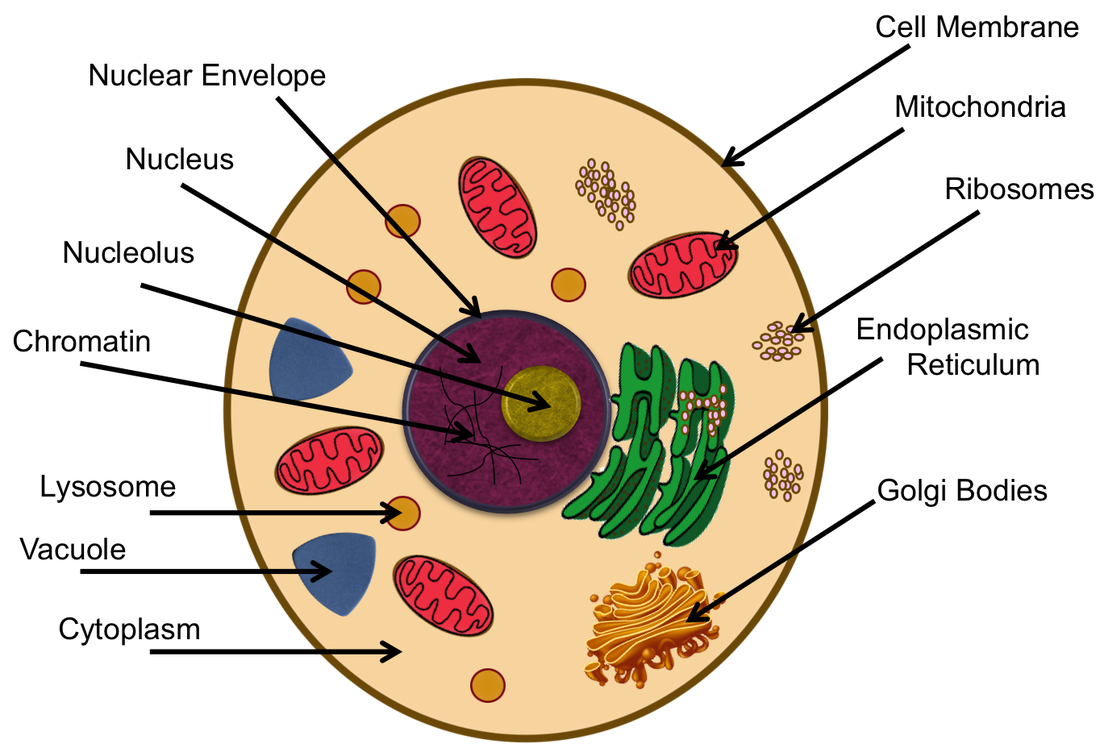 Cell Membrane
Nuclear Envelope
Mitochondria
Nucleus
Ribosomes
Nucleolus
Chromatin
Endoplasmic
Reticulum
Lysosome
Golgi Bodies
Vacuole
Cytoplasm